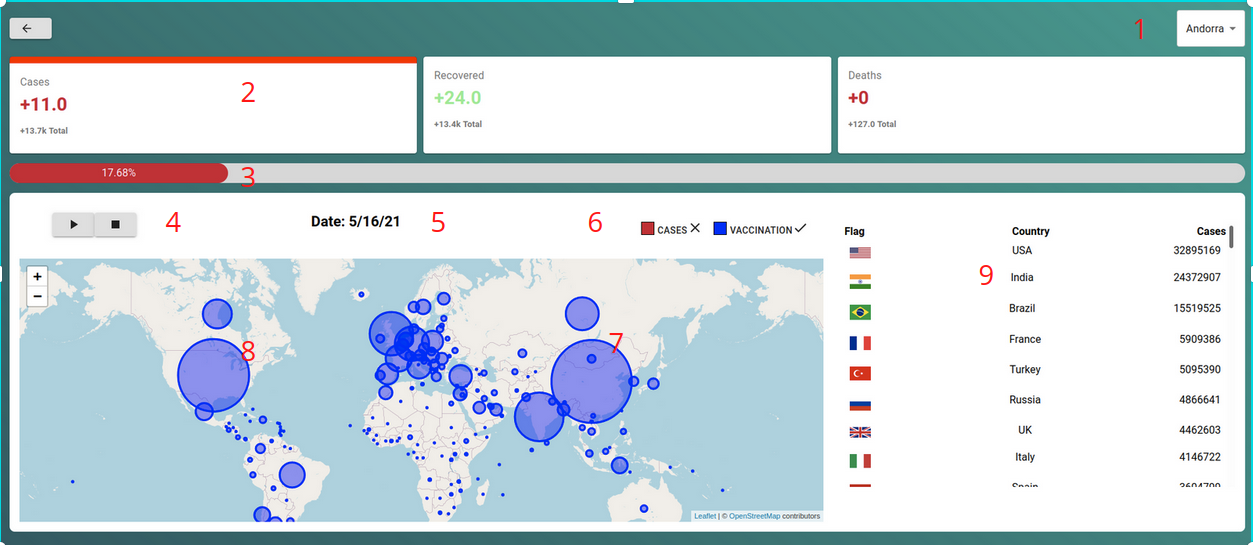 1
Andorra
Cases
+11.0
+13.7k Total
2
Recovered
+24.0
+13.4k Total
Deaths
+0
+127.0 Total
17.68%
3
4
Date: 5/16/21
5
6
CASES
VACCINATION
+
−
7
8
Leaflet | © OpenStreetMap contributors
9
Flag Country Cases
USA 32895169
India 24372907
Brazil 15519525
France 5909386
Turkey 5095390
Russia 4866641
UK 4462603
Italy 4146722
Spain